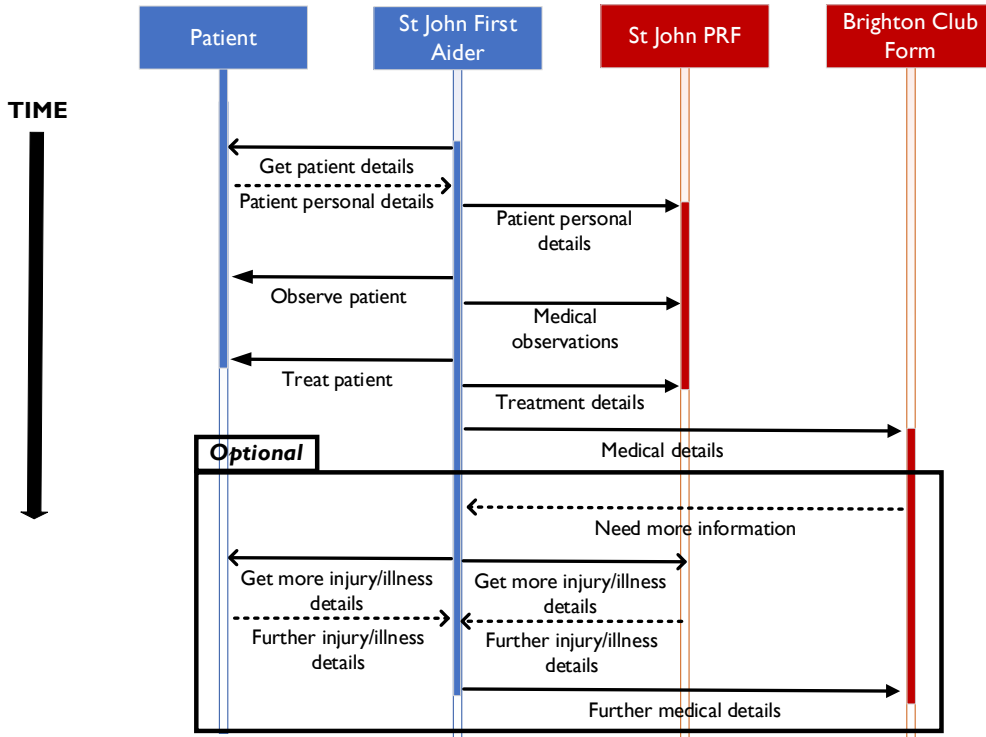 Patient
St John First
Aider
St John PRF
Brighton Club
Form
TIME
Get patient details
Patient personal details
Patient personal
details
Observe patient
Medical
observations
Treat patient
Treatment details
Medical details
Optional
Need more information
Get more injury/illness
details
Get more injury/illness
details
Further injury/illness
details
Further injury/illness
details
Further medical details